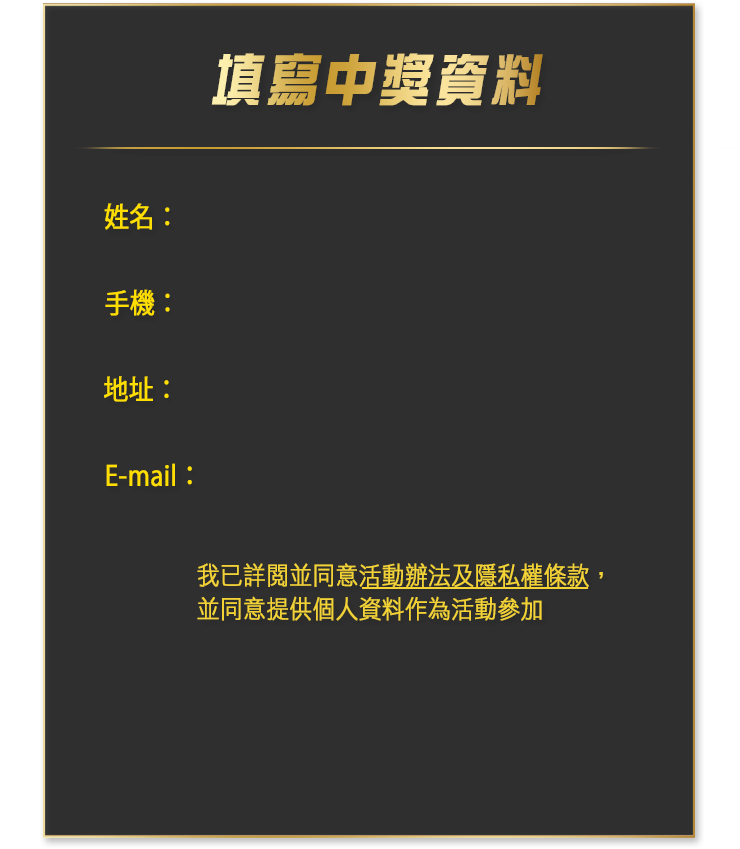 填寫中獎資料
姓名：
手機：
地址：
E-mail：
我已詳閱並同意活動辦法及隱私權條款，
並同意提供個人資料作為活動參加